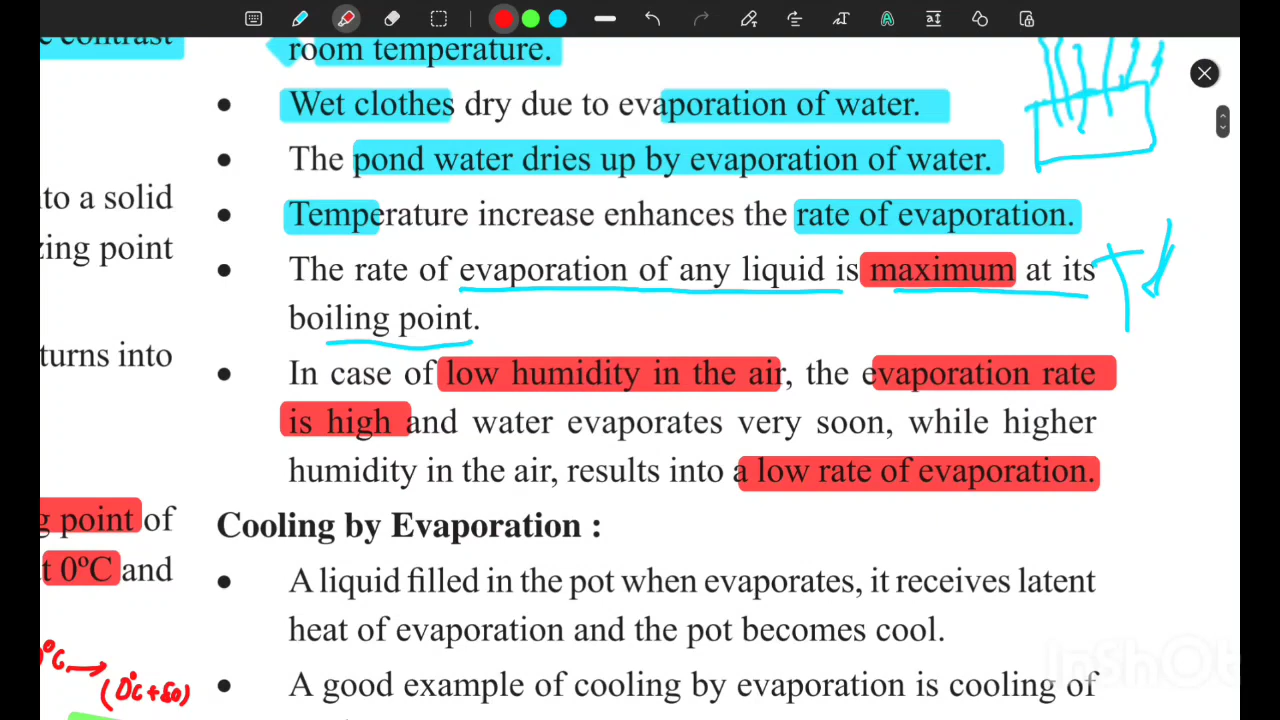 c contrast
to a solid
zing point
turns into
g point of
t 0ºC and
(0°C+50)
room temperature.
• Wet clothes dry due to evaporation of water.
• The pond water dries up by evaporation of water.
• Temperature increase enhances the rate of evaporation.
• The rate of evaporation of any liquid is maximum at its
boiling point.
• In case of low humidity in the air, the evaporation rate
is high and water evaporates very soon, while higher
humidity in the air, results into a low rate of evaporation.
Cooling by Evaporation :
• A liquid filled in the pot when evaporates, it receives latent
heat of evaporation and the pot becomes cool.
• A good example of cooling by evaporation is cooling of
InShOt